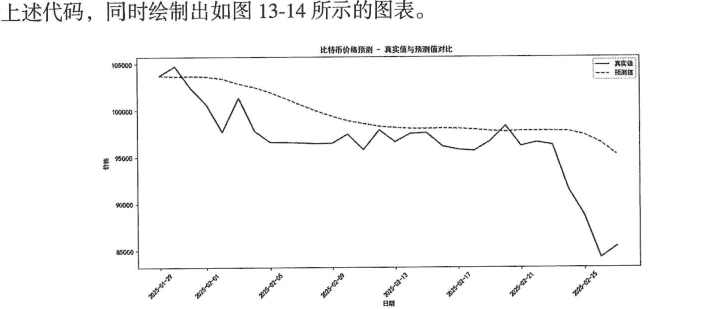 上述代码，同时绘制出如图 13-14 所示的图表。
比特币价格预测 - 真实值与预测值对比
真实值
预测值
105000
100000
95000
90000
85000
价格
2025-01-29
2025-02-01
2025-02-05
2025-02-09
2025-02-13
2025-02-17
2025-02-21
2025-02-25
日期